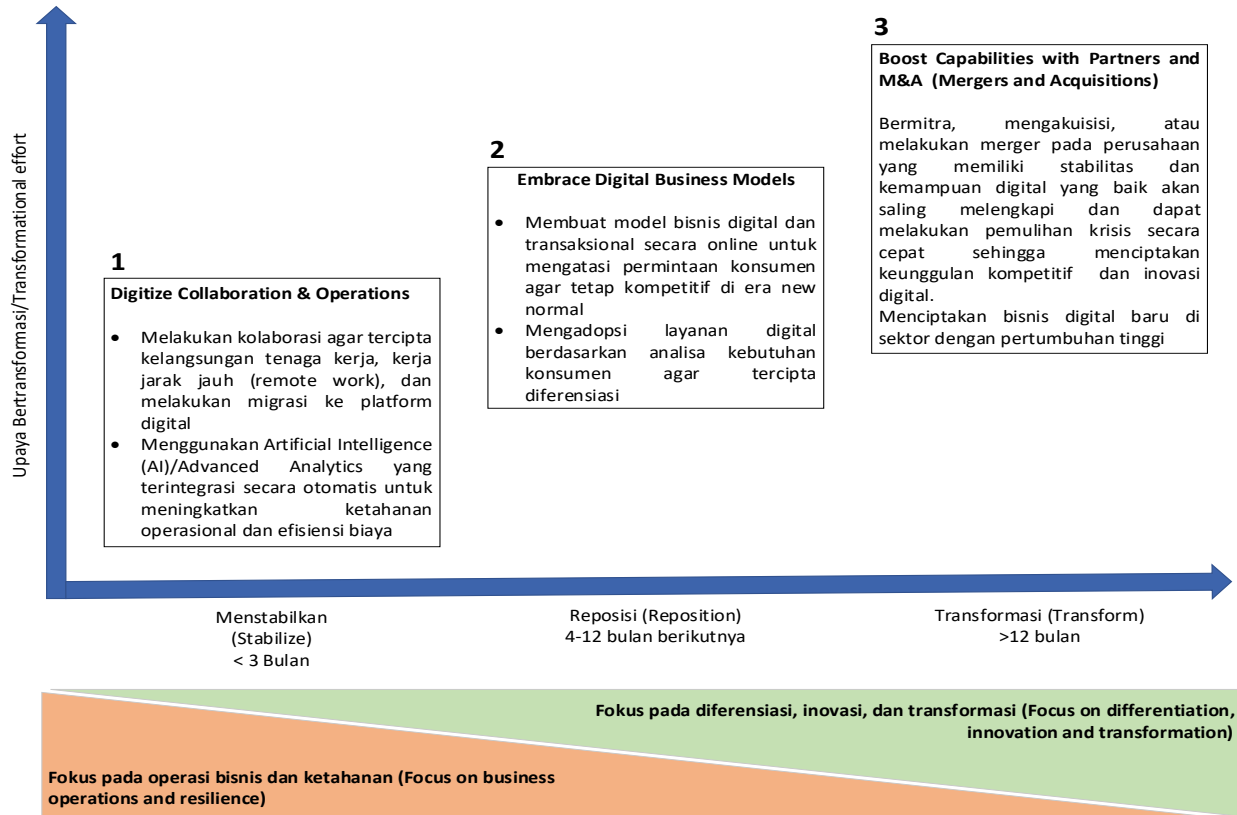 Upaya Bertransformasi/Transformational effort
1
Digitize Collaboration & Operations
• Melakukan kolaborasi agar tercipta
kelangsungan tenaga kerja, kerja
jarak jauh (remote work), dan
melakukan migrasi ke platform
digital
• Menggunakan Artificial Intelligence
(AI)/Advanced Analytics yang
terintegrasi secara otomatis untuk
meningkatkan ketahanan
operasional dan efisiensi biaya
2
Embrace Digital Business Models
• Membuat model bisnis digital dan
transaksional secara online untuk
mengatasi permintaan konsumen
agar tetap kompetitif di era new
normal
• Mengadopsi layanan digital
berdasarkan analisa kebutuhan
konsumen agar tercipta
diferensiasi
3
Boost Capabilities with Partners and
M&A (Mergers and Acquisitions)
Bermitra, mengakuisisi, atau
melakukan merger pada perusahaan
yang memiliki stabilitas dan
kemampuan digital yang baik akan
saling melengkapi dan dapat
melakukan pemulihan krisis secara
cepat sehingga menciptakan
keunggulan kompetitif dan inovasi
digital.
Menciptakan bisnis digital baru di
sektor dengan pertumbuhan tinggi
Menstabilkan
(Stabilize)
< 3 Bulan
Reposisi (Reposition)
4-12 bulan berikutnya
Transformasi (Transform)
>12 bulan
Fokus pada diferensiasi, inovasi, dan transformasi (Focus on differentiation,
innovation and transformation)
Fokus pada operasi bisnis dan ketahanan (Focus on business
operations and resilience)